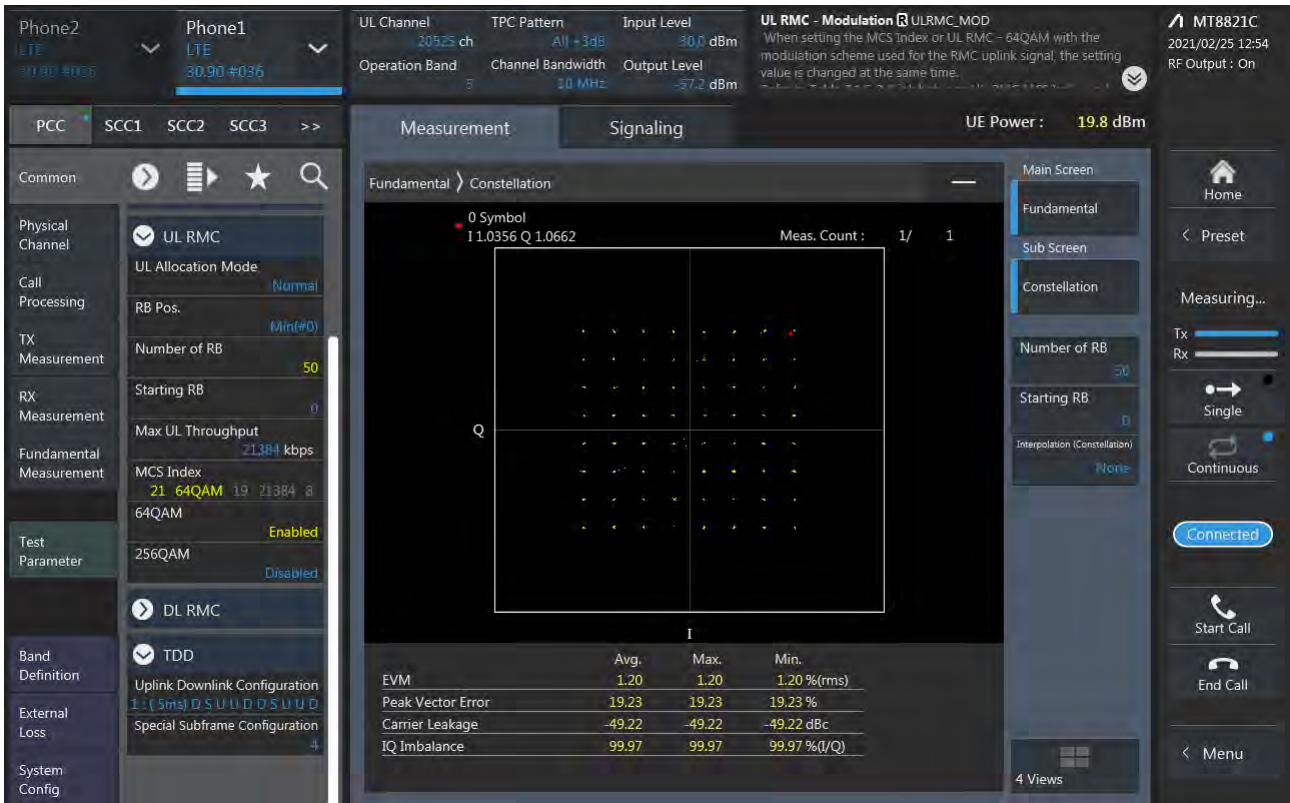 Phone2
LTE
30.90 #036
Phone1
LTE
30.90 #036
UL Channel
20525 ch
TPC Pattern
All +3dB
Input Level
30.0 dBm
Operation Band
5
Channel Bandwidth
10 MHz
Output Level
-57.2 dBm
UL RMC - Modulation R ULRMC_MOD
When setting the MCS Index or UL RMC – 64QAM with the
modulation scheme used for the RMC uplink signal, the setting
value is changed at the same time.
MT8821C
2021/02/25 12:54
RF Output : On
PCC SCC1 SCC2 SCC3 >>
Measurement
Signaling
UE Power : 19.8 dBm
Common
Physical
Channel
Call
Processing
TX
Measurement
RX
Measurement
Fundamental
Measurement
Test
Parameter
Band
Definition
External
Loss
System
Config
UL RMC
UL Allocation Mode
Normal
RB Pos.
Min(#0)
Number of RB
50
Starting RB
0
Max UL Throughput
21384 kbps
MCS Index
21 64QAM 19 21384 8
64QAM
Enabled
256QAM
Disabled
DL RMC
TDD
Uplink Downlink Configuration
1 : ( 5ms) D S U U D D S U U D
Special Subframe Configuration
4
Fundamental 〉 Constellation
0 Symbol
I 1.0356 Q 1.0662
Meas. Count : 1/ 1
Q
I
Avg. Max. Min.
EVM 1.20 1.20 1.20 %(rms)
Peak Vector Error 19.23 19.23 19.23 %
Carrier Leakage -49.22 -49.22 -49.22 dBc
IQ Imbalance 99.97 99.97 99.97 %(I/Q)
Main Screen
Fundamental
Sub Screen
Constellation
Number of RB
50
Starting RB
0
Interpolation (Constellation)
None
4 Views
Home
< Preset
Measuring...
Tx
Rx
Single
Continuous
Connected
Start Call
End Call
< Menu